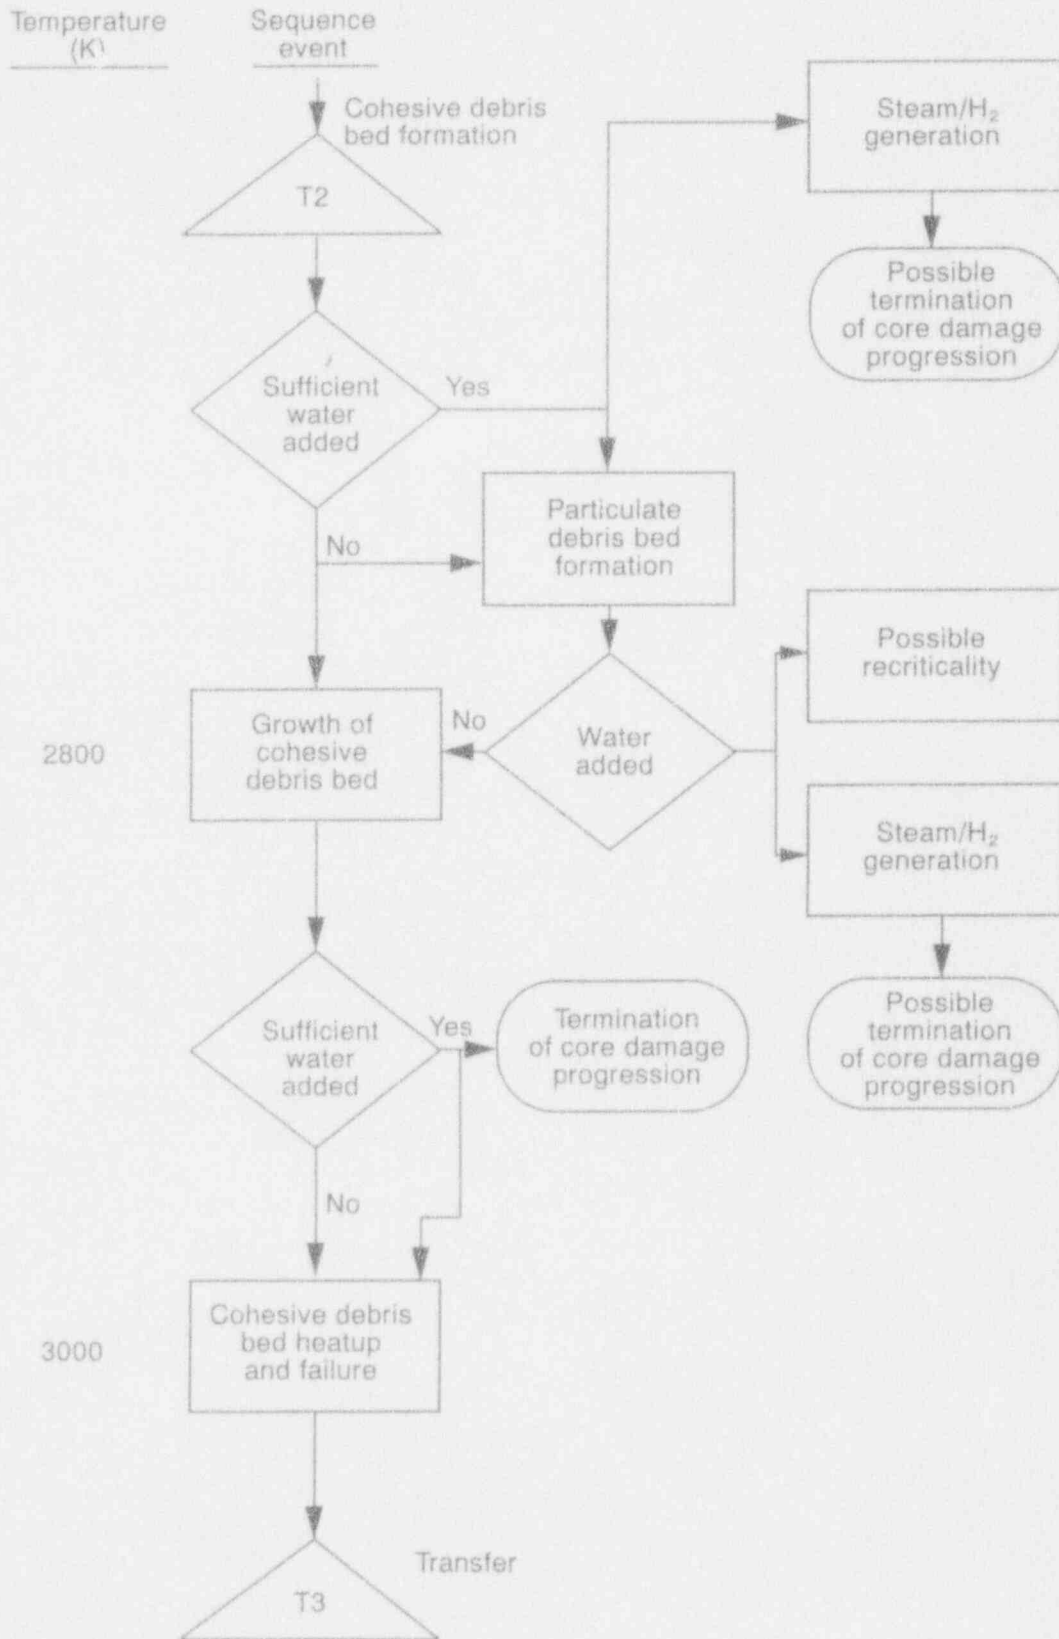 Temperature
(K)
Sequence
event
Cohesive debris
bed formation
T2
Steam/H₂
generation
Possible
termination
of core damage
progression
Sufficient
water
added
Yes
No
Particulate
debris bed
formation
Possible
recriticality
2800
Growth of
cohesive
debris bed
No
Water
added
Steam/H₂
generation
Possible
termination
of core damage
progression
Sufficient
water
added
Yes
Termination
of core damage
progression
No
3000
Cohesive debris
bed heatup
and failure
Transfer
T3